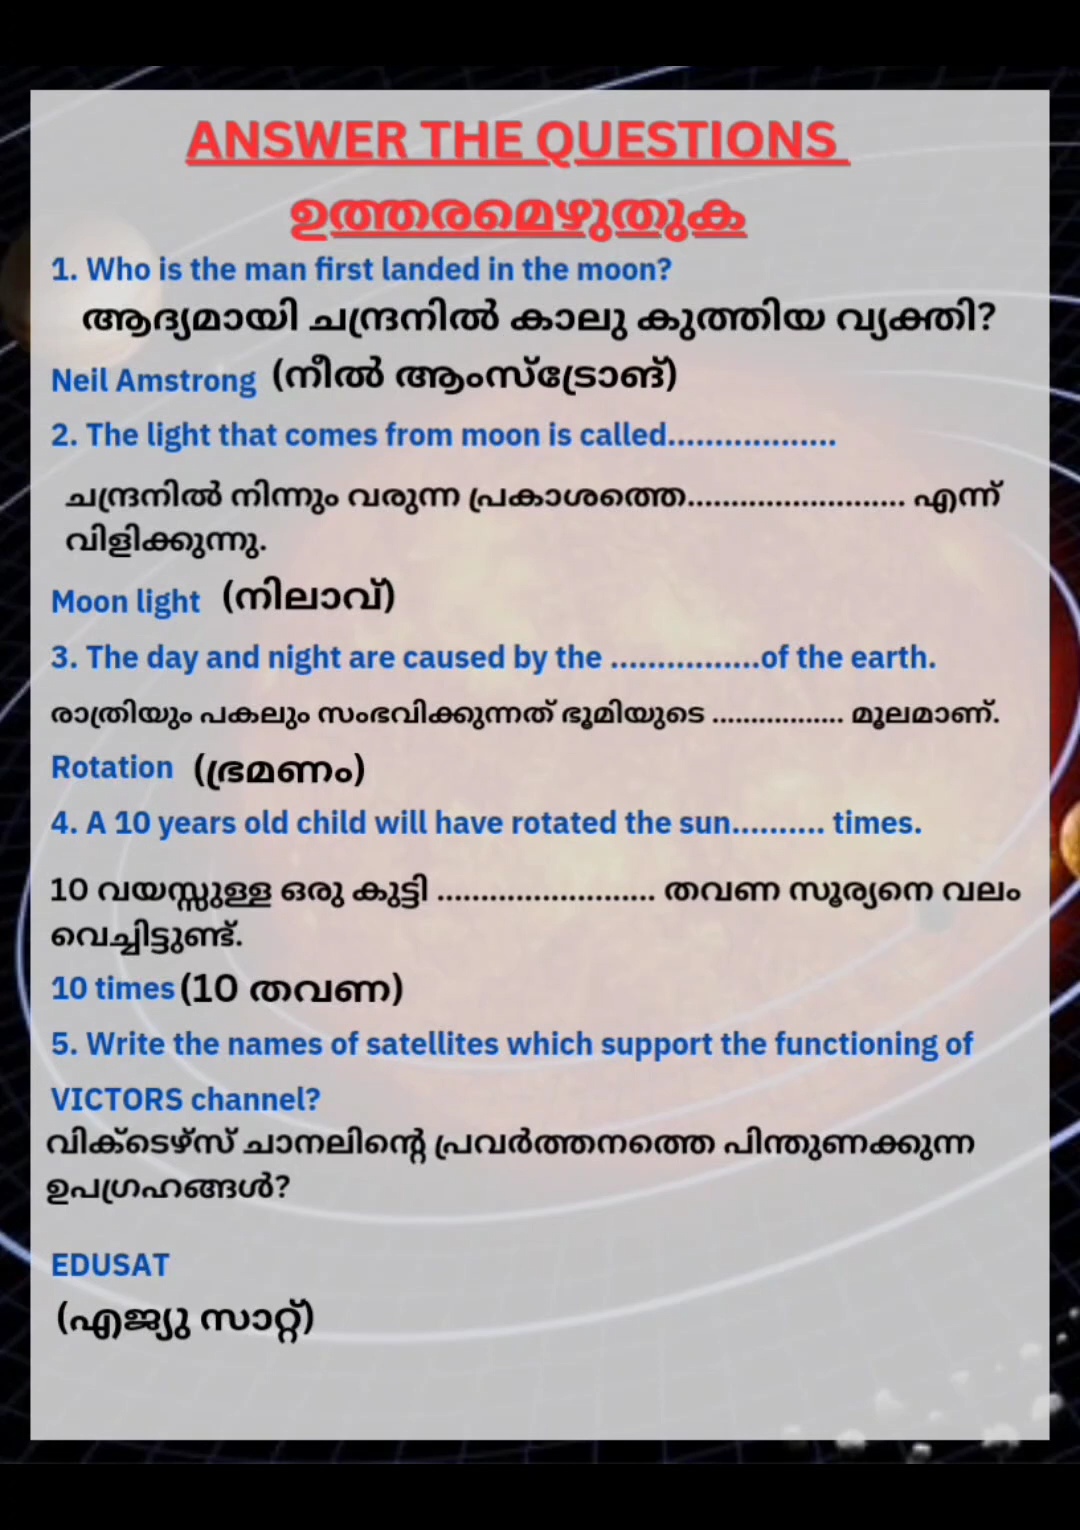 ANSWER THE QUESTIONS
ഉത്തരമെഴുതുക
1. Who is the man first landed in the moon?
ആദ്യമായി ചന്ദ്രനിൽ കാലു കുത്തിയ വ്യക്തി?
Neil Amstrong (നീൽ ആംസ്ട്രോങ്)
2. The light that comes from moon is called..................
ചന്ദ്രനിൽ നിന്നും വരുന്ന പ്രകാശത്തെ......................... എന്ന്
വിളിക്കുന്നു.
Moon light (നിലാവ്)
3. The day and night are caused by the ................of the earth.
രാത്രിയും പകലും സംഭവിക്കുന്നത് ഭൂമിയുടെ ................. മൂലമാണ്.
Rotation (ഭ്രമണം)
4. A 10 years old child will have rotated the sun.......... times.
10 വയസ്സുള്ള ഒരു കുട്ടി ......................... തവണ സൂര്യനെ വലം
വെച്ചിട്ടുണ്ട്.
10 times (10 തവണ)
5. Write the names of satellites which support the functioning of
VICTORS channel?
വിക്ടെഴ്സ് ചാനലിന്റെ പ്രവർത്തനത്തെ പിന്തുണക്കുന്ന
ഉപഗ്രഹങ്ങൾ?
EDUSAT
(എജ്യു സാറ്റ്)